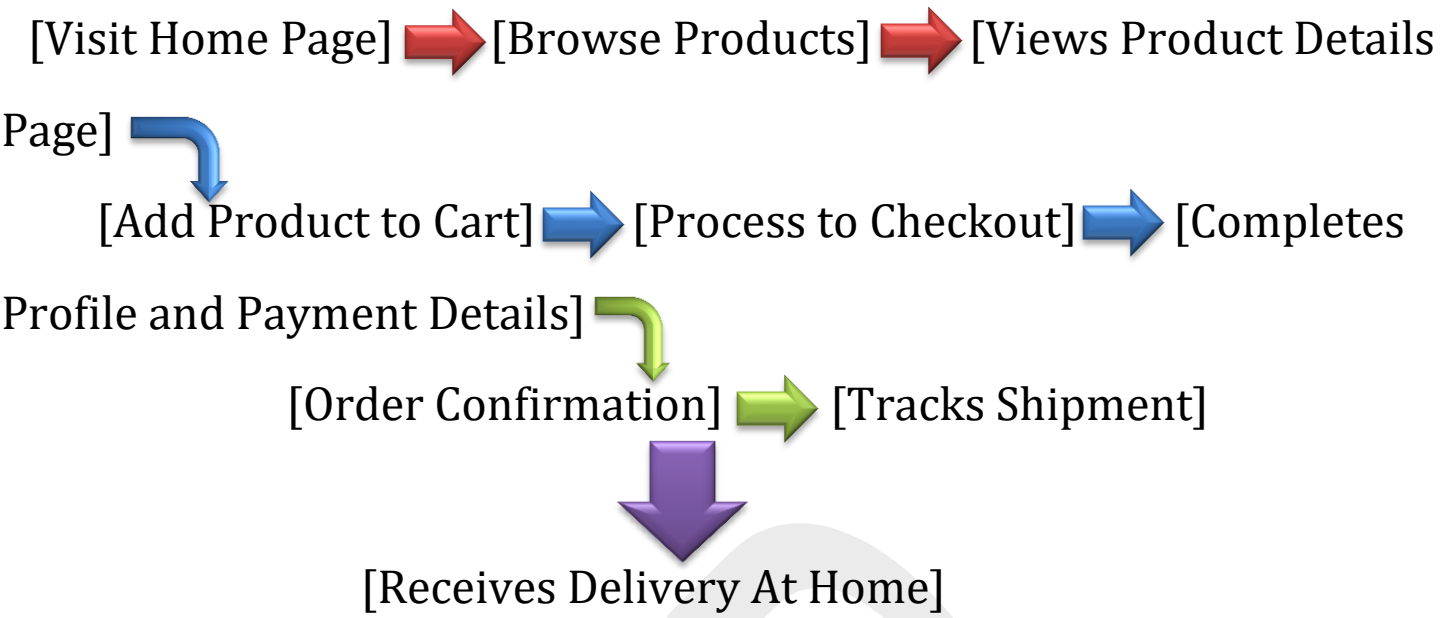 [Visit Home Page] [Browse Products] [Views Product Details
Page]
[Add Product to Cart] [Process to Checkout] [Completes
Profile and Payment Details]
[Order Confirmation] [Tracks Shipment]
[Receives Delivery At Home]